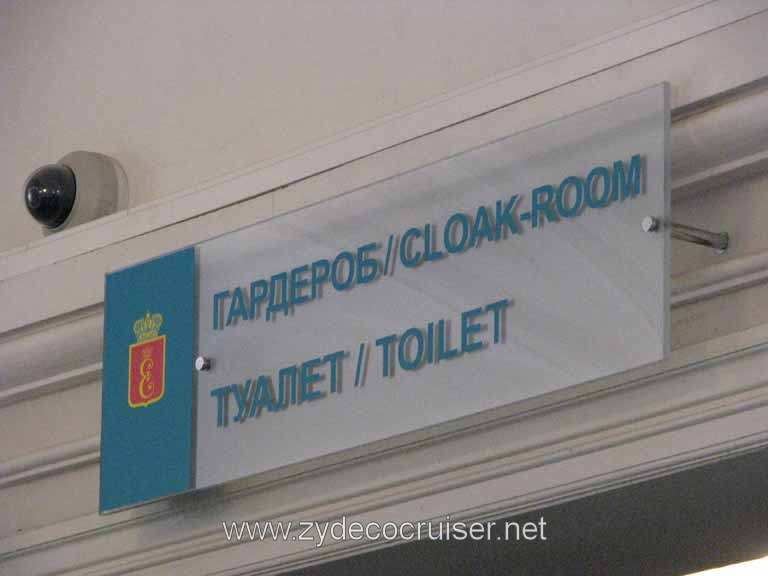 ГАРДЕРОБ//CLOAK-ROOM
ТУАЛЕТ / TOILET
www.zydecocruiser.net